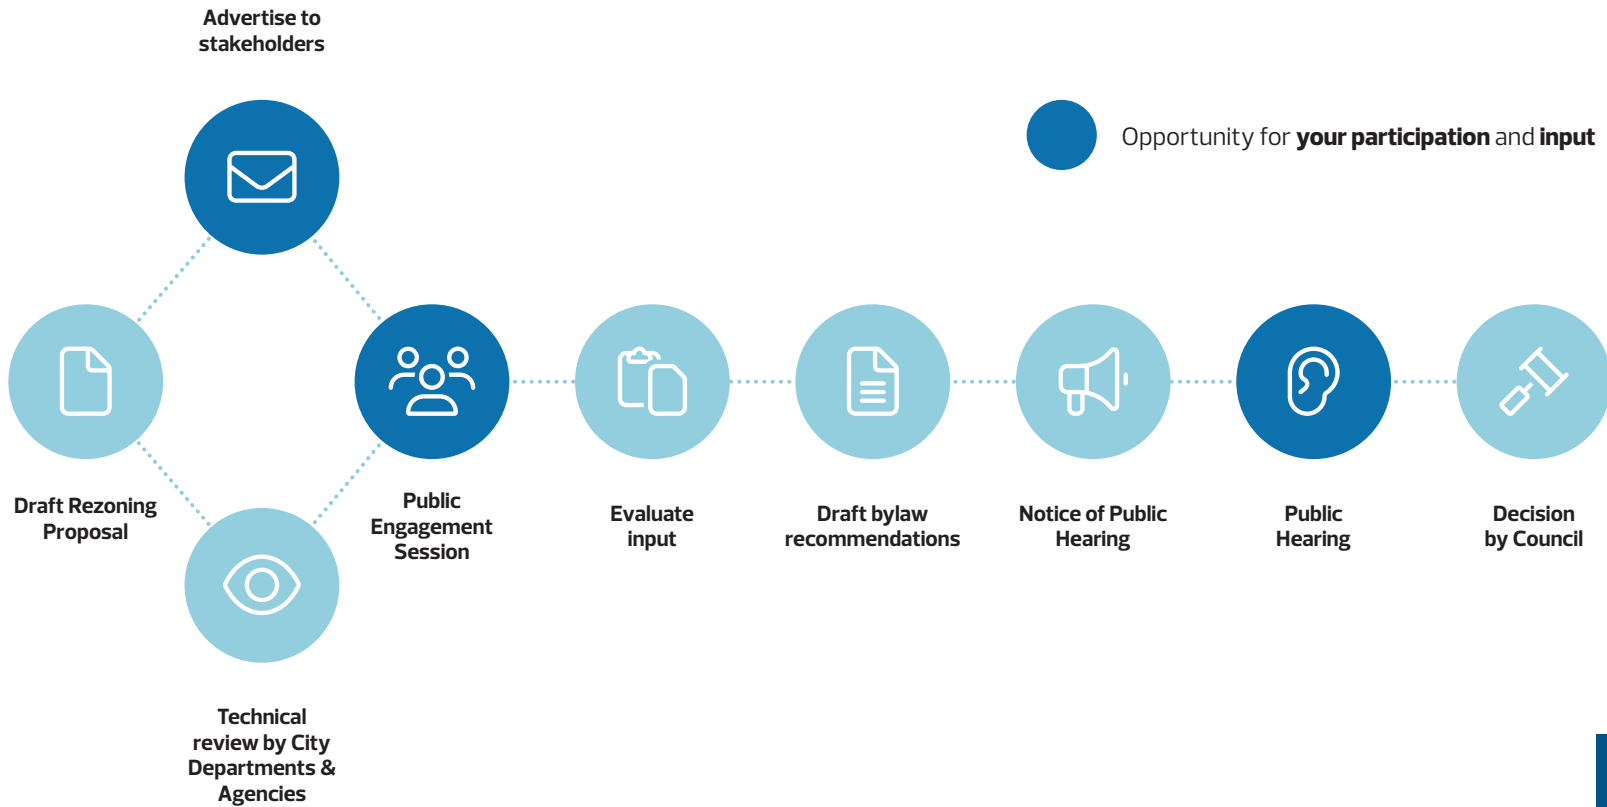 Advertise to
stakeholders
Opportunity for your participation and input
Draft Rezoning
Proposal
Public
Engagement
Session
Evaluate
input
Draft bylaw
recommendations
Notice of Public
Hearing
Public
Hearing
Decision
by Council
Technical
review by City
Departments &
Agencies